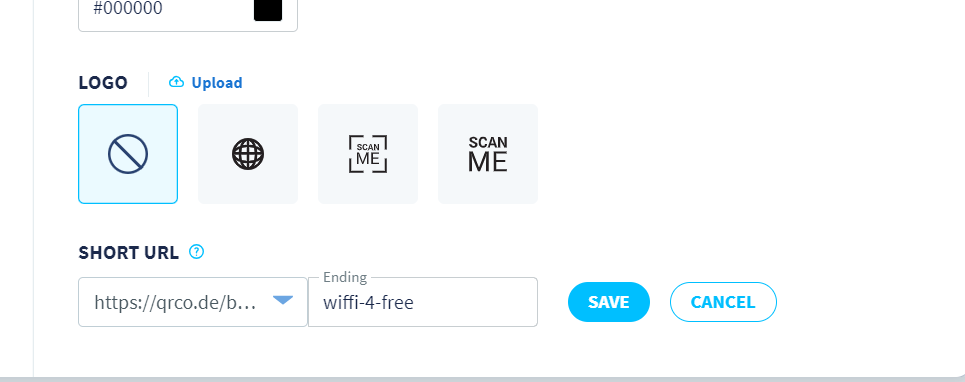 #000000
LOGO Upload
SCAN
ME
SCAN
ME
SHORT URL ?
Ending
https://qrco.de/b... wiffi-4-free SAVE CANCEL